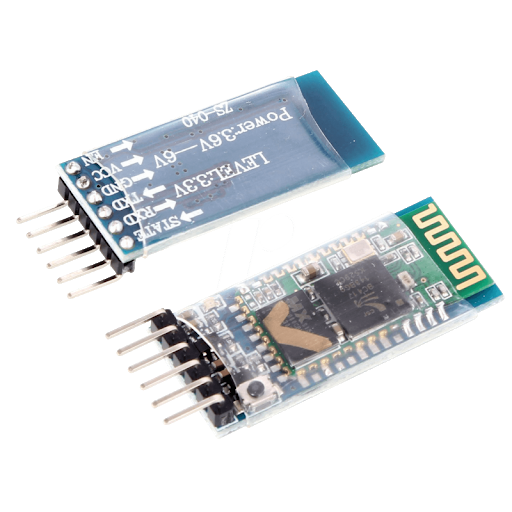 ZS-040
Power:3.6V—6V
LEVEL:3.3V
EN
VCC
GND
TXD
RXD
STATE